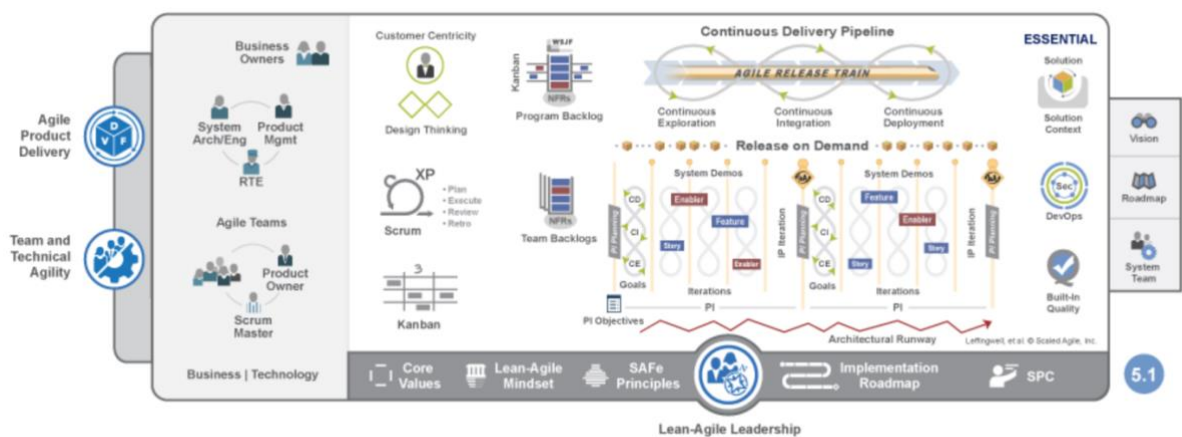 Agile
Product
Delivery
D
V F
Team and
Technical
Agility
Business
Owners
System
Arch/Eng
Product
Mgmt
RTE
Agile Teams
Product
Owner
Scrum
Master
Business | Technology
Customer Centricity
Design Thinking
XP
• Plan
• Execute
• Review
• Retro
Scrum
3
Kanban
WSJF
Kanban
NFRs
Program Backlog
NFRs
Team Backlogs
Continuous Delivery Pipeline
AGILE RELEASE TRAIN
Continuous
Exploration
Continuous
Integration
Continuous
Deployment
Release on Demand
System Demos
System Demos
PI Planning
CD
CI
CE
Goals
Enabler
Feature
Story
Enabler
Iterations
IP Iteration
PI Planning
CD
CI
CE
Goals
Feature
Enabler
Story
Story
Iterations
IP Iteration
PI Planning
PI
PI
PI Objectives
Architectural Runway
Leffingwell, et al. © Scaled Agile, Inc.
ESSENTIAL
Solution
Solution
Context
Sec
DevOps
Built-In
Quality
Vision
Roadmap
System
Team
Core
Values
Lean-Agile
Mindset
SAFe
Principles
Implementation
Roadmap
SPC
5.1
Lean-Agile Leadership